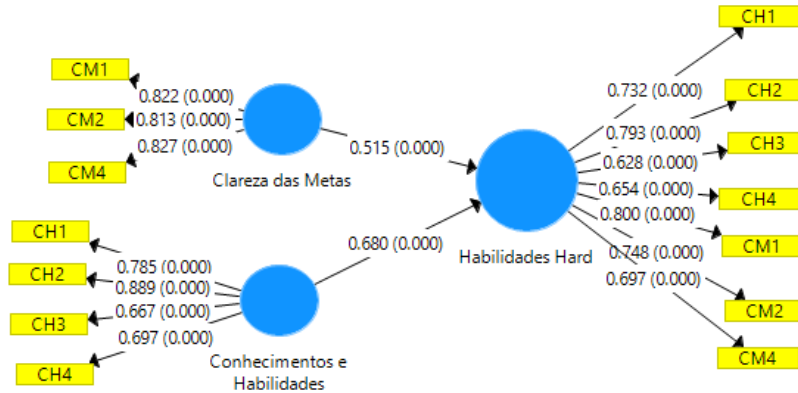 CM1
CM2
CM4
0.822 (0.000)
0.813 (0.000)
0.827 (0.000)
Clareza das Metas
0.515 (0.000)
CH1
CH2
CH3
CH4
0.785 (0.000)
0.889 (0.000)
0.667 (0.000)
0.697 (0.000)
Conhecimentos e
Habilidades
0.680 (0.000)
Habilidades Hard
0.732 (0.000)
0.793 (0.000)
0.628 (0.000)
0.654 (0.000)
0.800 (0.000)
0.748 (0.000)
0.697 (0.000)
CH1
CH2
CH3
CH4
CM1
CM2
CM4